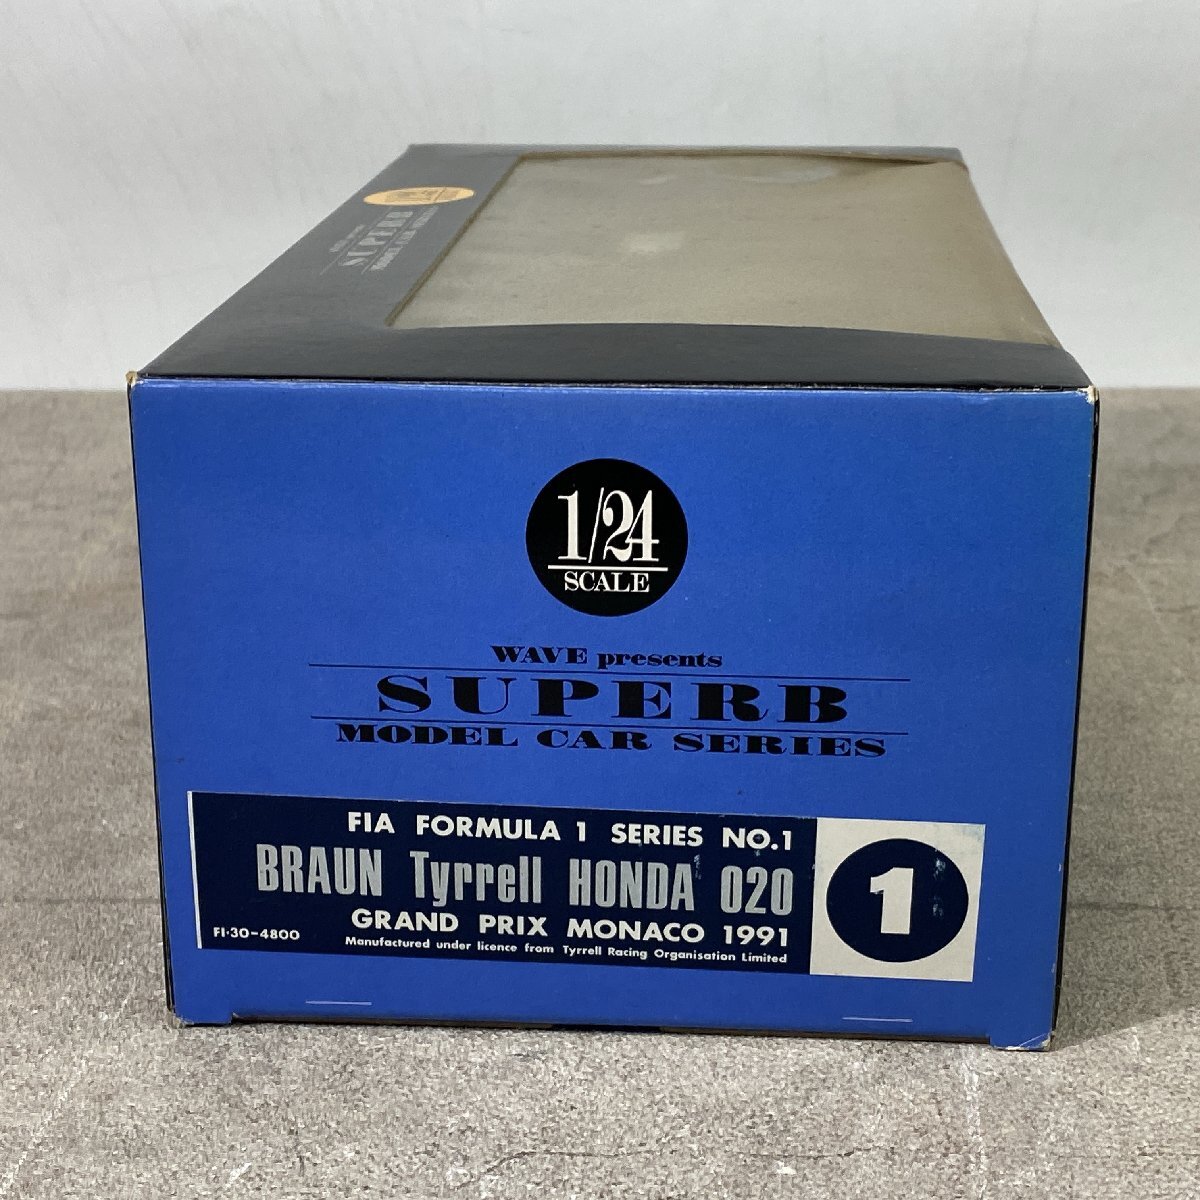 SUPERB
1/24
SCALE
WAVE presents
SUPERB
MODEL CAR SERIES
FIA FORMULA 1 SERIES NO.1
BRAUN Tyrrell HONDA 020
GRAND PRIX MONACO 1991
FI·30-4800
Manufactured under licence from Tyrrell Racing Organisation Limited
1